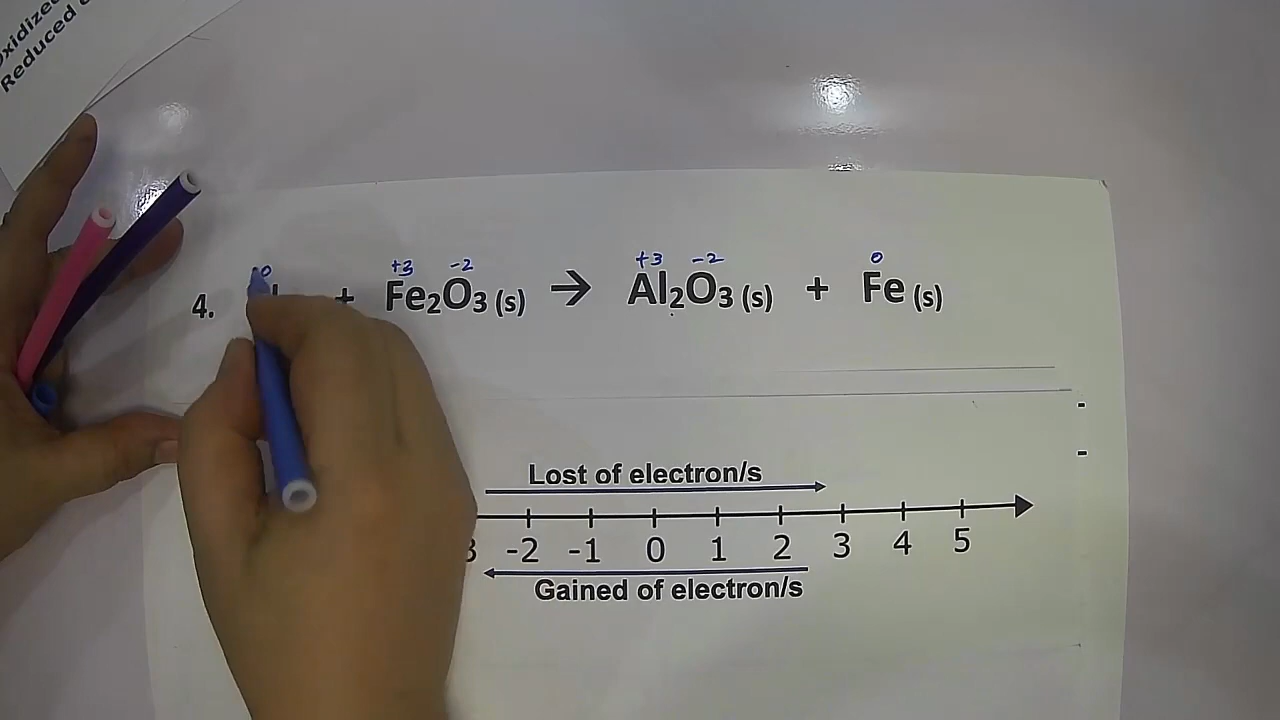 Oxidized
Reduced
0 +3 -2 +3 -2 0
4. + Fe2O3 (s) → Al2O3 (s) + Fe (s)
Lost of electron/s
-2 -1 0 1 2 3 4 5
Gained of electron/s